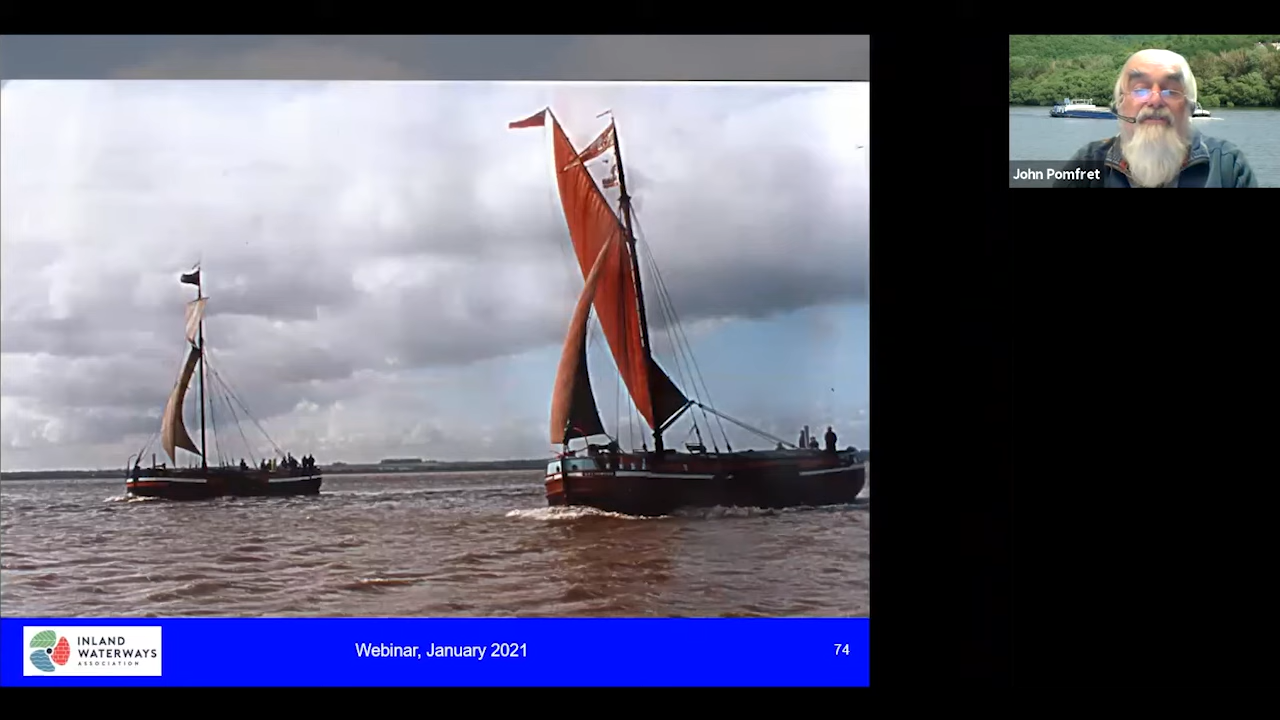 John Pomfret
INLAND
WATERWAYS
ASSOCIATION
Webinar, January 2021
74